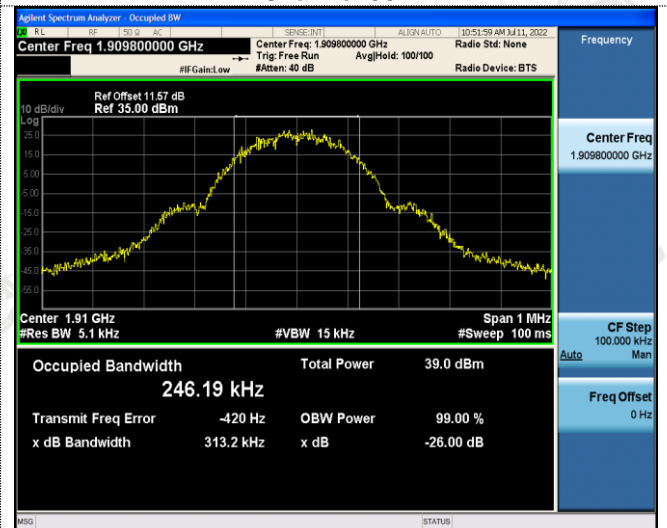 Agilent Spectrum Analyzer - Occupied BW
RL RF 50 Ω AC SENSE:INT ALIGN AUTO 10:51:59 AM Jul 11, 2022
Center Freq 1.909800000 GHz
Center Freq: 1.909800000 GHz
Radio Std: None
Trig: Free Run Avg|Hold: 100/100
#IFGain:Low #Atten: 40 dB Radio Device: BTS
Frequency
Ref Offset 11.57 dB
10 dB/div Ref 35.00 dBm
Log
25.0
15.0
5.00
-5.00
-15.0
-25.0
-35.0
-45.0
-55.0
Center Freq
1.909800000 GHz
Center 1.91 GHz Span 1 MHz
#Res BW 5.1 kHz #VBW 15 kHz #Sweep 100 ms
CF Step
100.000 kHz
Auto Man
Occupied Bandwidth Total Power 39.0 dBm
246.19 kHz
Transmit Freq Error -420 Hz OBW Power 99.00 %
x dB Bandwidth 313.2 kHz x dB -26.00 dB
Freq Offset
0 Hz
MSG STATUS